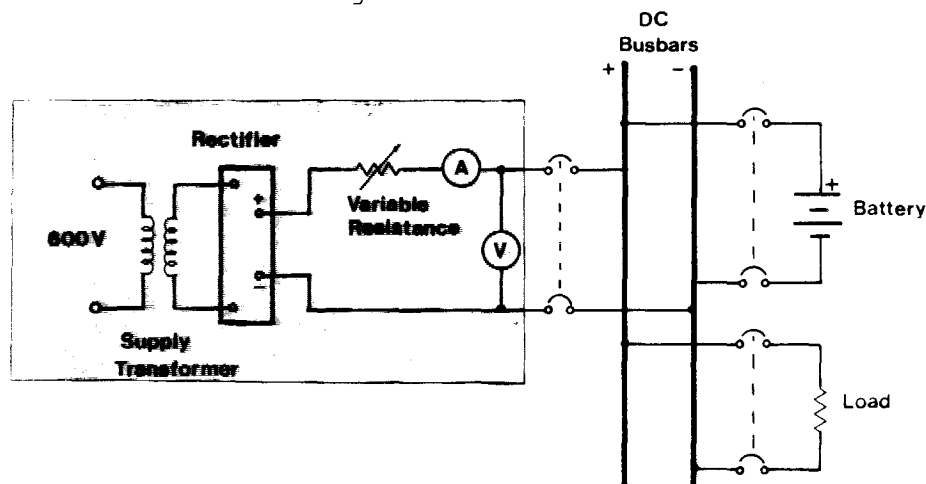 DC
Busbars
+ −
Rectifier
A
+
Variable
Resistance
600V
V
−
Supply
Transformer
+
Battery
Load